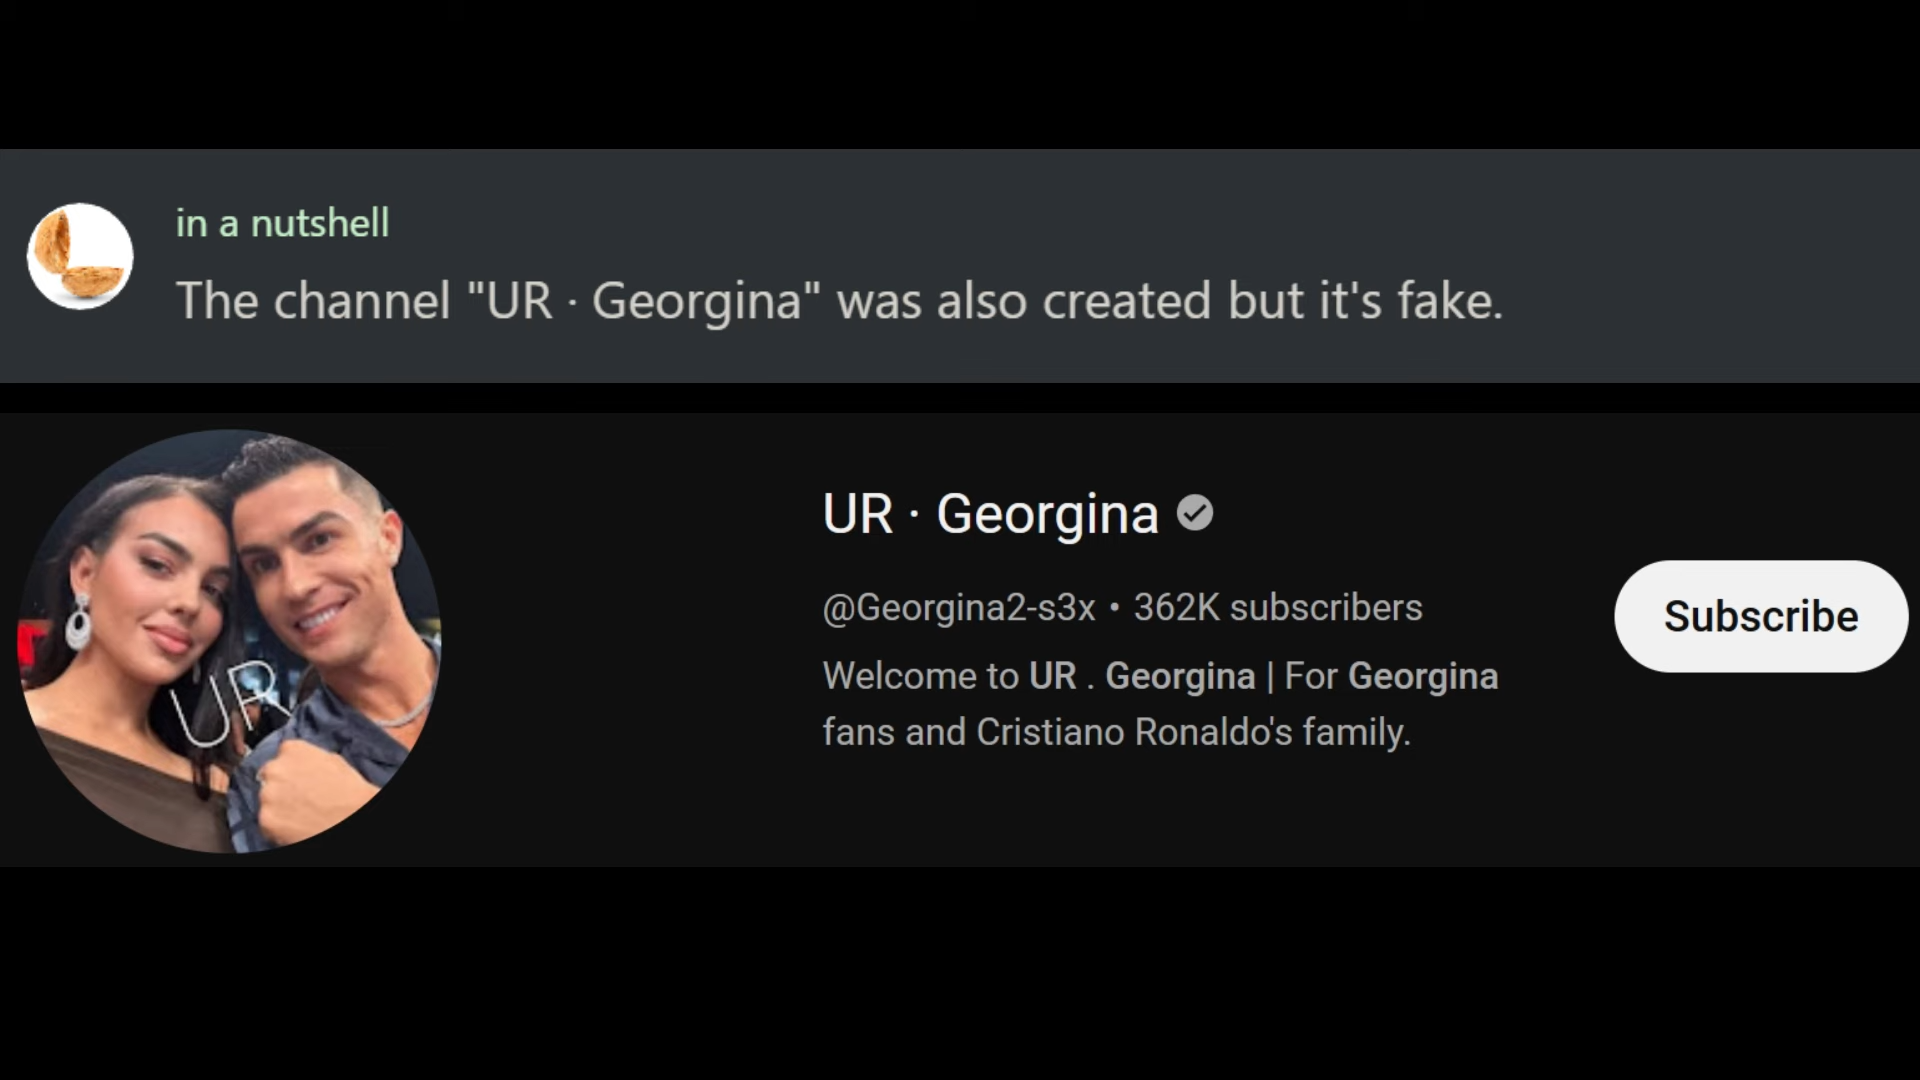 in a nutshell
The channel "UR · Georgina" was also created but it's fake.
UR
UR · Georgina
@Georgina2-s3x • 362K subscribers
Welcome to UR . Georgina | For Georgina
fans and Cristiano Ronaldo's family.
Subscribe